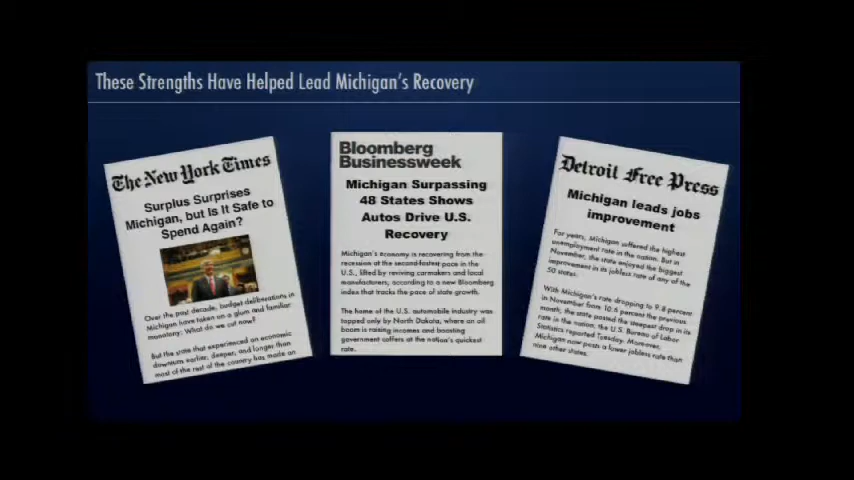 These Strengths Have Helped Lead Michigan's Recovery
The New York Times
Surplus Surprises
Michigan, but Is It Safe to
Spend Again?
Over the past decade, budget deliberations in
Michigan have taken on a glum and familiar
monotony: What do we cut now?
But the state that experienced an economic
downturn earlier, deeper, and longer than
most of the rest of the country has made an
Bloomberg
Businessweek
Michigan Surpassing
48 States Shows
Autos Drive U.S.
Recovery
Michigan's economy is recovering from the
recession at the second-fastest pace in the
U.S., lifted by reviving carmakers and local
manufacturers, according to a new Bloomberg
index that tracks the pace of state growth.
The home of the U.S. automobile industry was
topped only by North Dakota, where an oil
boom is raising incomes and boosting
government coffers at the nation's quickest
rate.
Detroit Free Press
Michigan leads jobs
improvement
For years, Michigan suffered the highest
unemployment rate in the nation. But in
November, the state enjoyed the biggest
improvement in its jobless rate of any of the
50 states.
With Michigan's rate dropping to 9.8 percent
in November from 10.6 percent the previous
month, the state posted the steepest drop in its
rate in the nation, the U.S. Bureau of Labor
Statistics reported Tuesday. Moreover,
Michigan now posts a lower jobless rate than
nine other states.